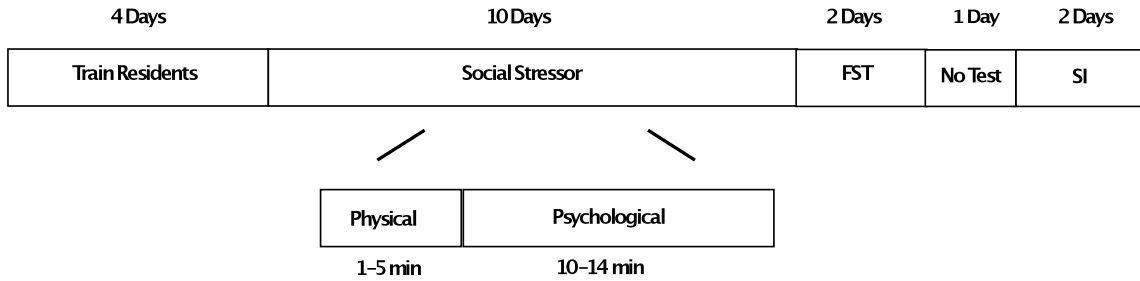 4 Days 10 Days 2 Days 1 Day 2 Days
Train Residents Social Stressor FST No Test SI
Physical Psychological
1–5 min 10–14 min